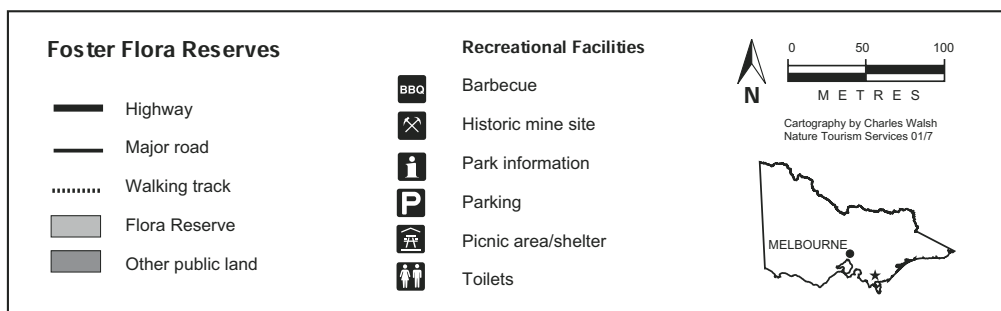 Foster Flora Reserves
Highway
Major road
Walking track
Flora Reserve
Other public land
Recreational Facilities
BBQ Barbecue
Historic mine site
i Park information
P Parking
Picnic area/shelter
Toilets
N
0 50 100
METRES
Cartography by Charles Walsh
Nature Tourism Services 01/7
MELBOURNE